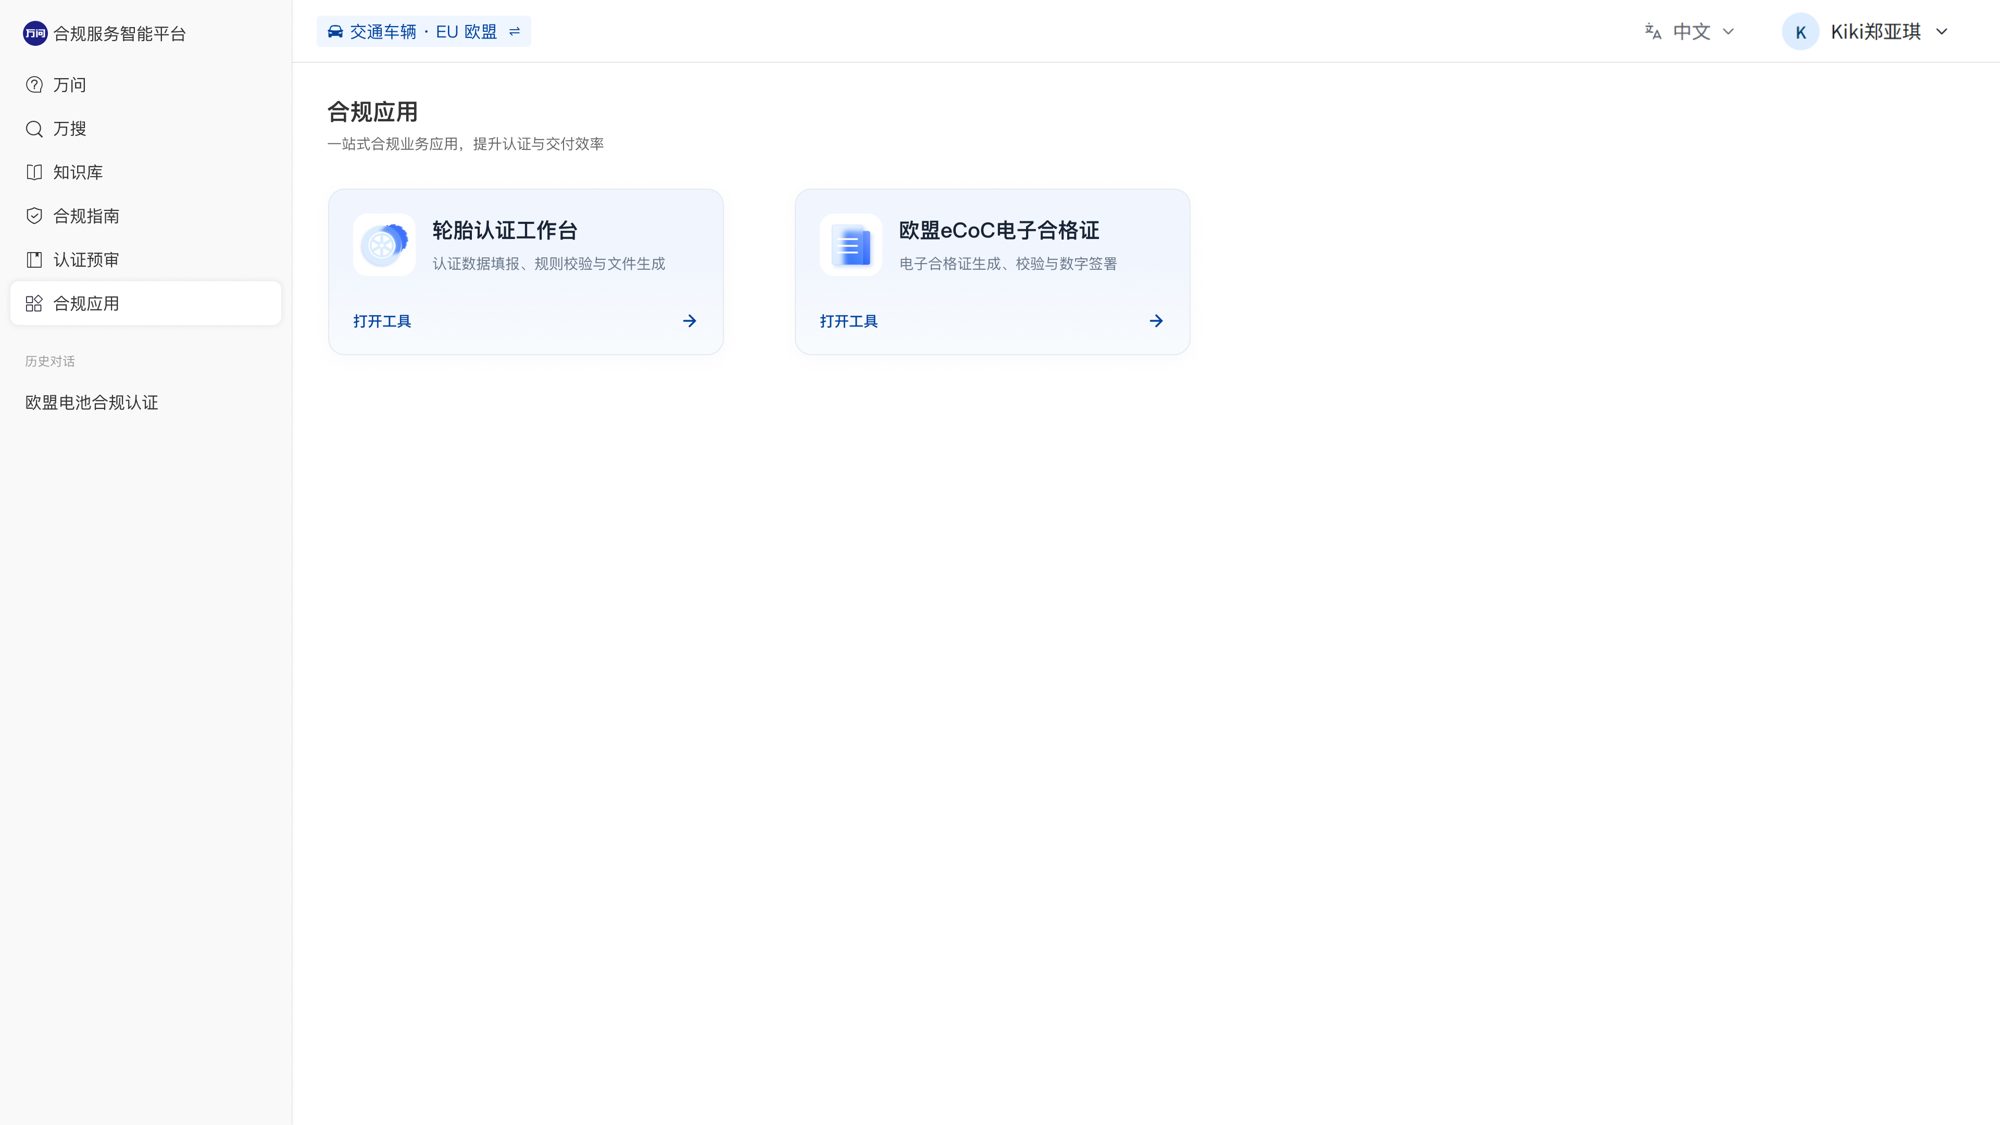 万问 合规服务智能平台
万问
万搜
知识库
合规指南
认证预审
合规应用
历史对话
欧盟电池合规认证
交通车辆 · EU 欧盟
中文
K Kiki郑亚琪
合规应用
一站式合规业务应用，提升认证与交付效率
轮胎认证工作台
认证数据填报、规则校验与文件生成
打开工具
欧盟eCoC电子合格证
电子合格证生成、校验与数字签署
打开工具